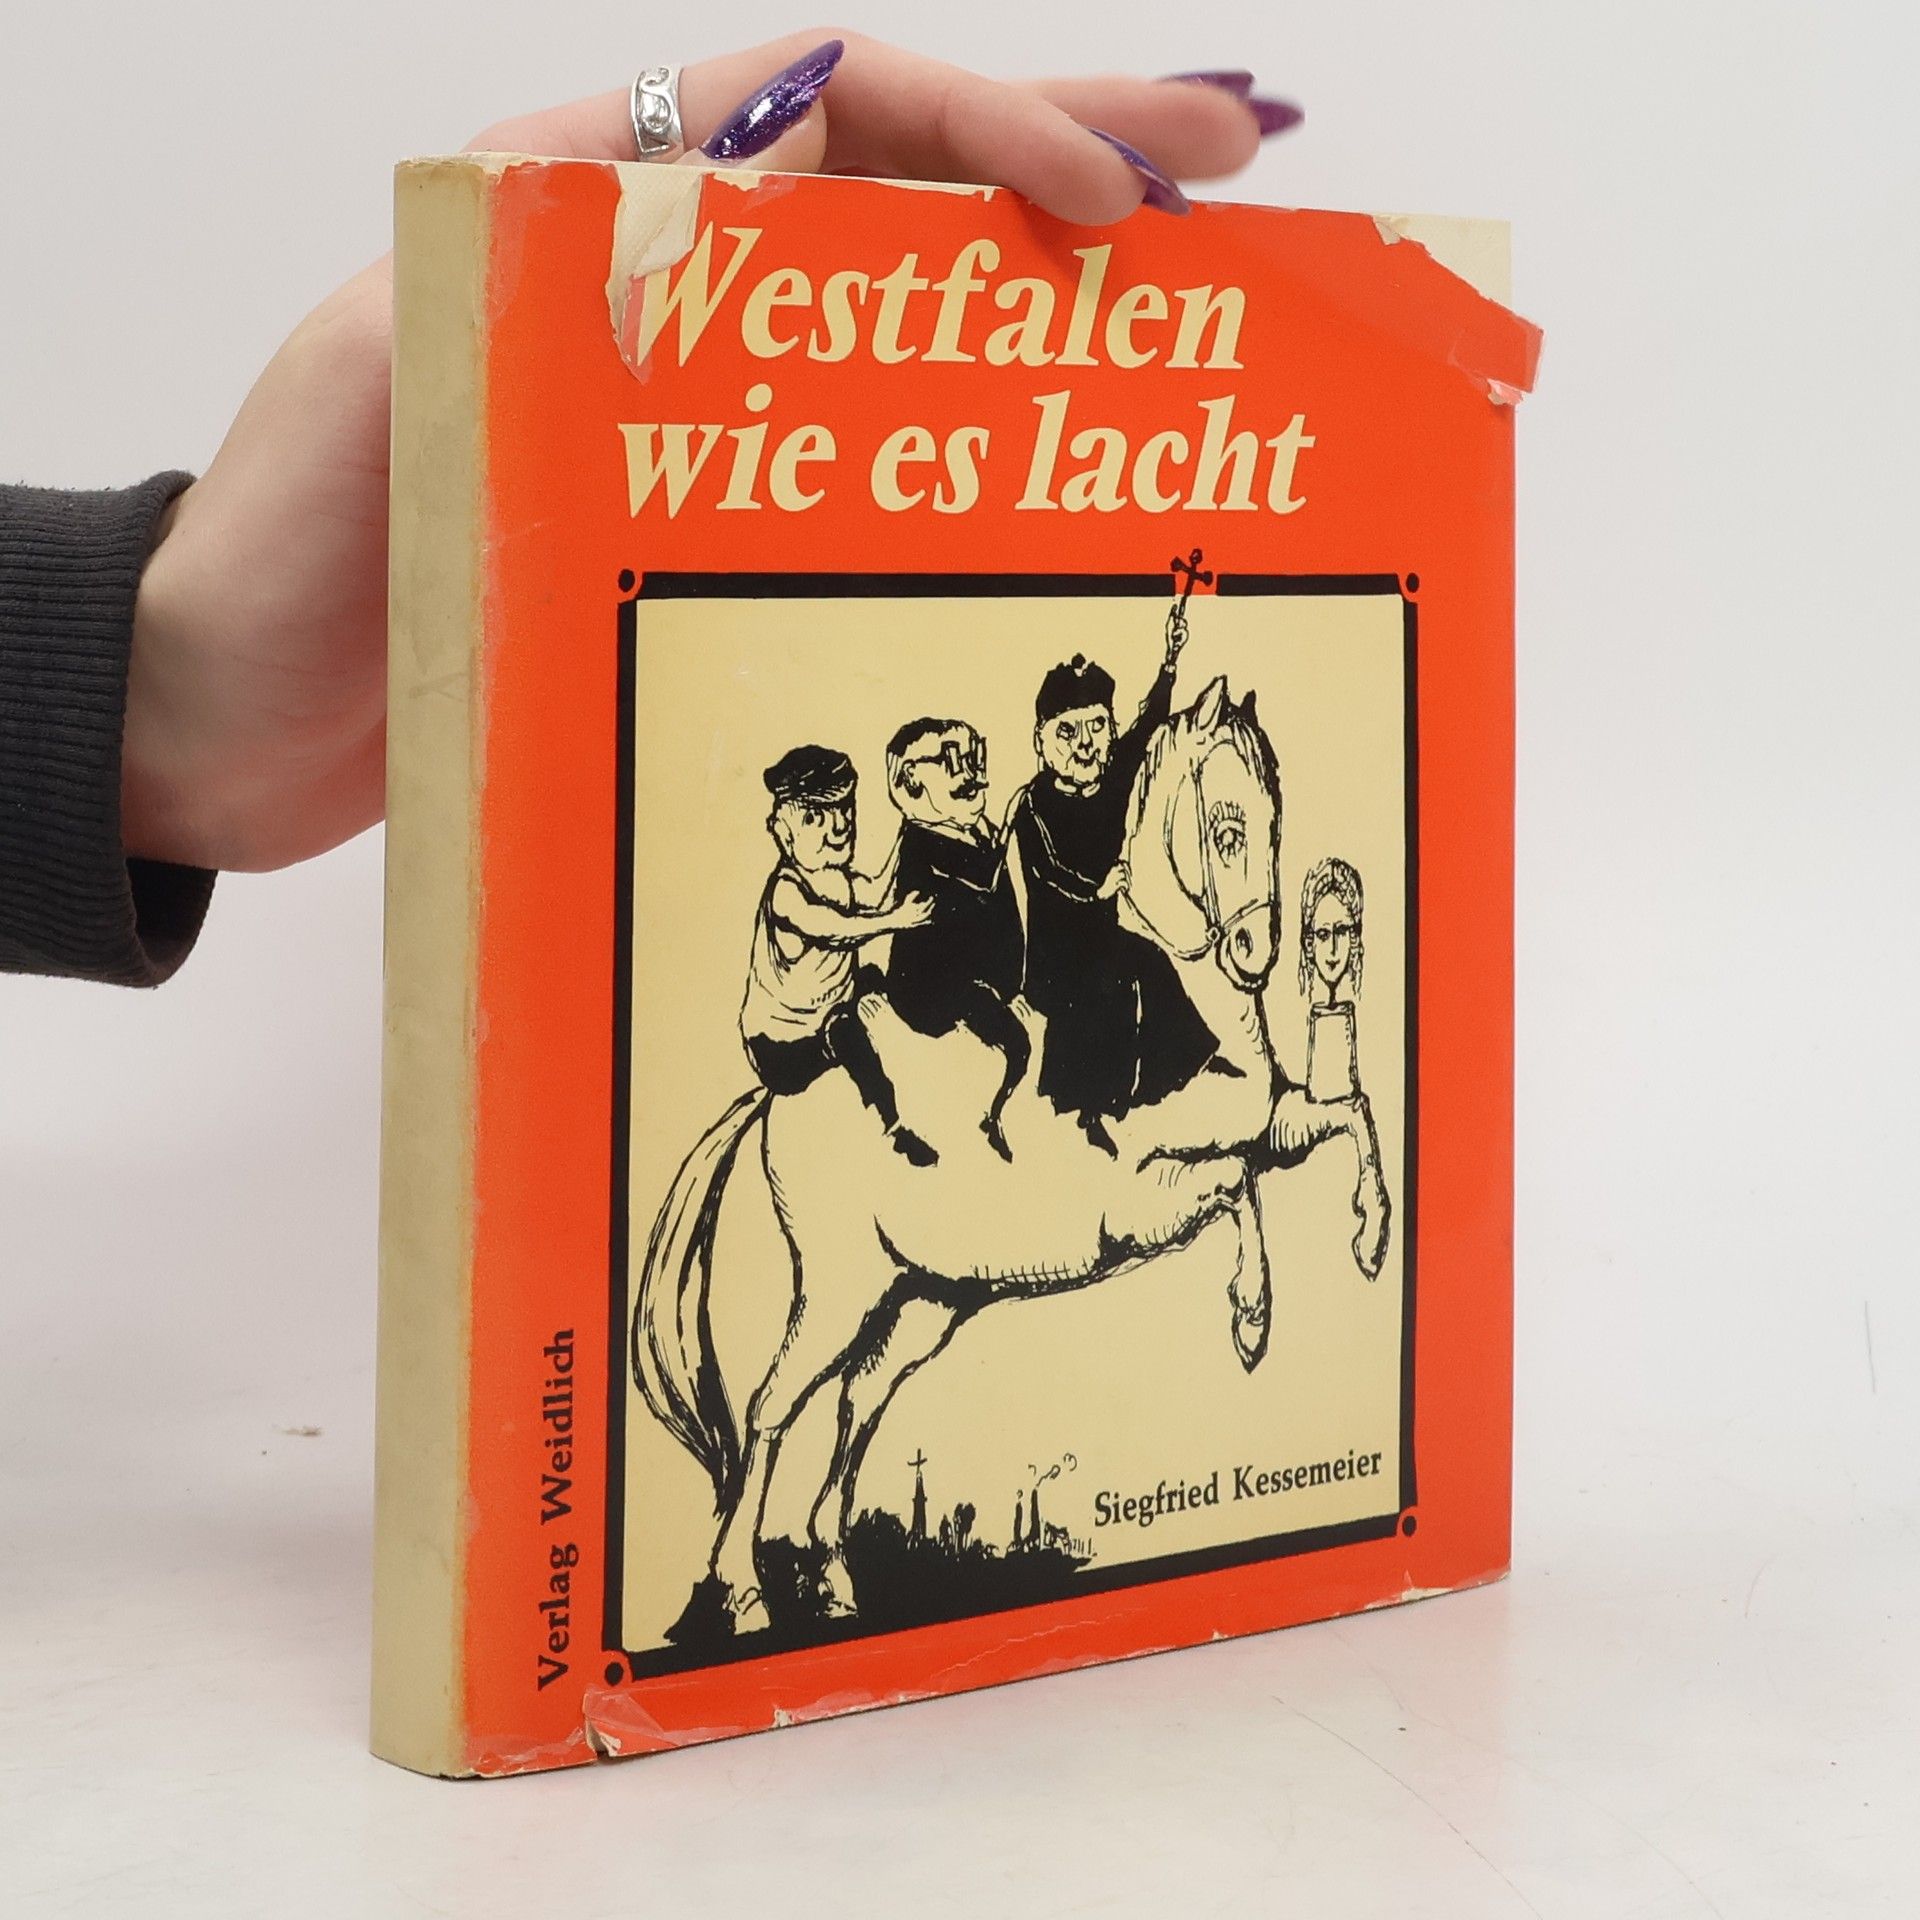 Westfalen
wie es lacht
Siegfried Kessemeier
Verlag Weidlich